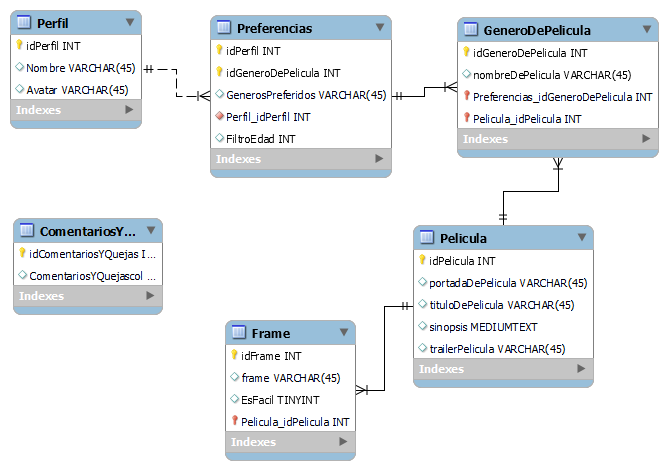 Perfil
idPerfil INT
Nombre VARCHAR(45)
Avatar VARCHAR(45)
Indexes
Preferencias
idPerfil INT
idGeneroDePelicula INT
GenerosPreferidos VARCHAR(45)
Perfil_idPerfil INT
FiltroEdad INT
Indexes
GeneroDePelicula
idGeneroDePelicula INT
nombreDePelicula VARCHAR(45)
Preferencias_idGeneroDePelicula INT
Pelicula_idPelicula INT
Indexes
ComentariosY...
idComentariosYQuejas I...
ComentariosYQuejascol ...
Indexes
Pelicula
idPelicula INT
portadaDePelicula VARCHAR(45)
tituloDePelicula VARCHAR(45)
sinopsis MEDIUMTEXT
trailerPelicula VARCHAR(45)
Indexes
Frame
idFrame INT
frame VARCHAR(45)
EsFacil TINYINT
Pelicula_idPelicula INT
Indexes